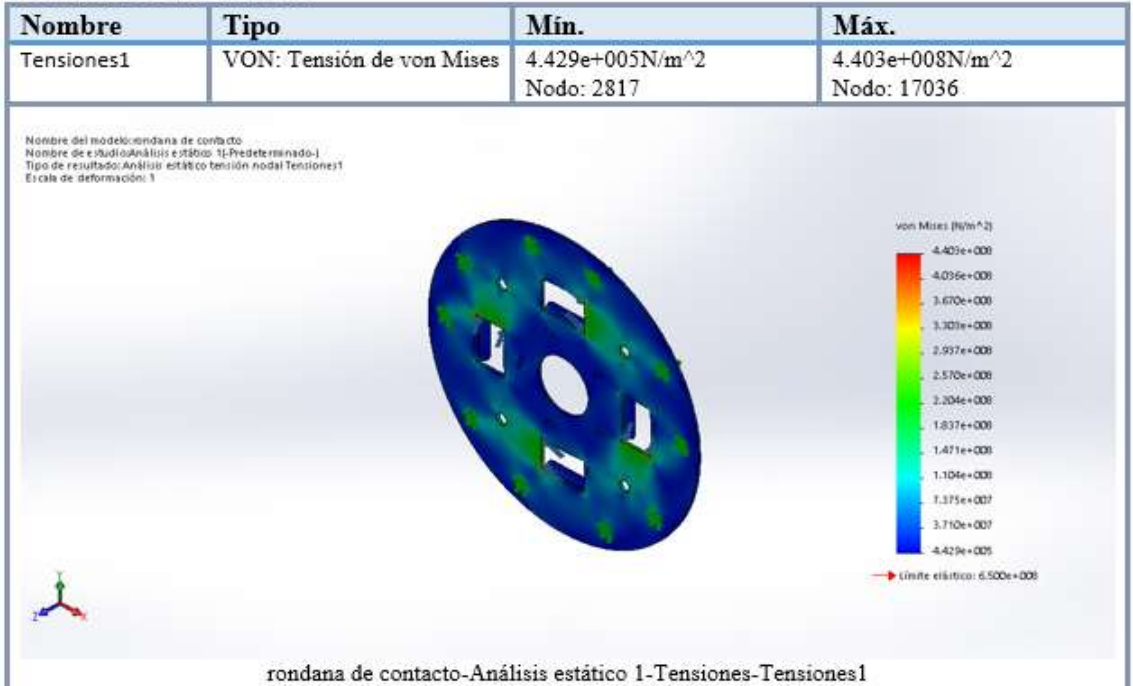 Nombre Tipo Mín. Máx.
Tensiones1 VON: Tensión de von Mises 4.429e+005N/m^2 4.403e+008N/m^2
Nodo: 2817 Nodo: 17036
Nombre del modelo:rondana de contacto
Nombre de estudio:Análisis estático 1(-Predeterminado-)
Tipo de resultado: Análisis estático tensión nodal Tensiones1
Escala de deformación: 1
von Mises (N/m^2)
4.403e+008
4.036e+008
3.670e+008
3.303e+008
2.937e+008
2.570e+008
2.204e+008
1.837e+008
1.471e+008
1.104e+008
7.375e+007
3.710e+007
4.429e+005
Límite elástico: 6.500e+008
Y
Z X
rondana de contacto-Análisis estático 1-Tensiones-Tensiones1